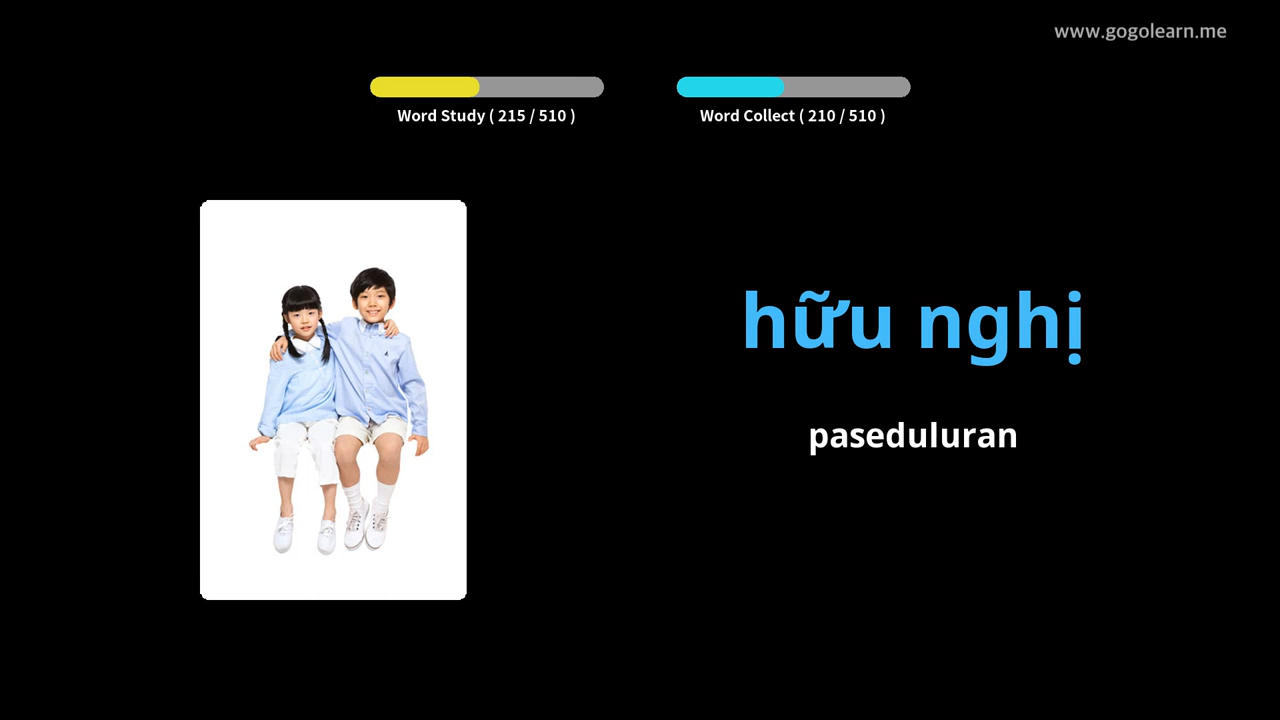 www.gogolearn.me
Word Study ( 215 / 510 )
Word Collect ( 210 / 510 )
hữu nghị
paseduluran